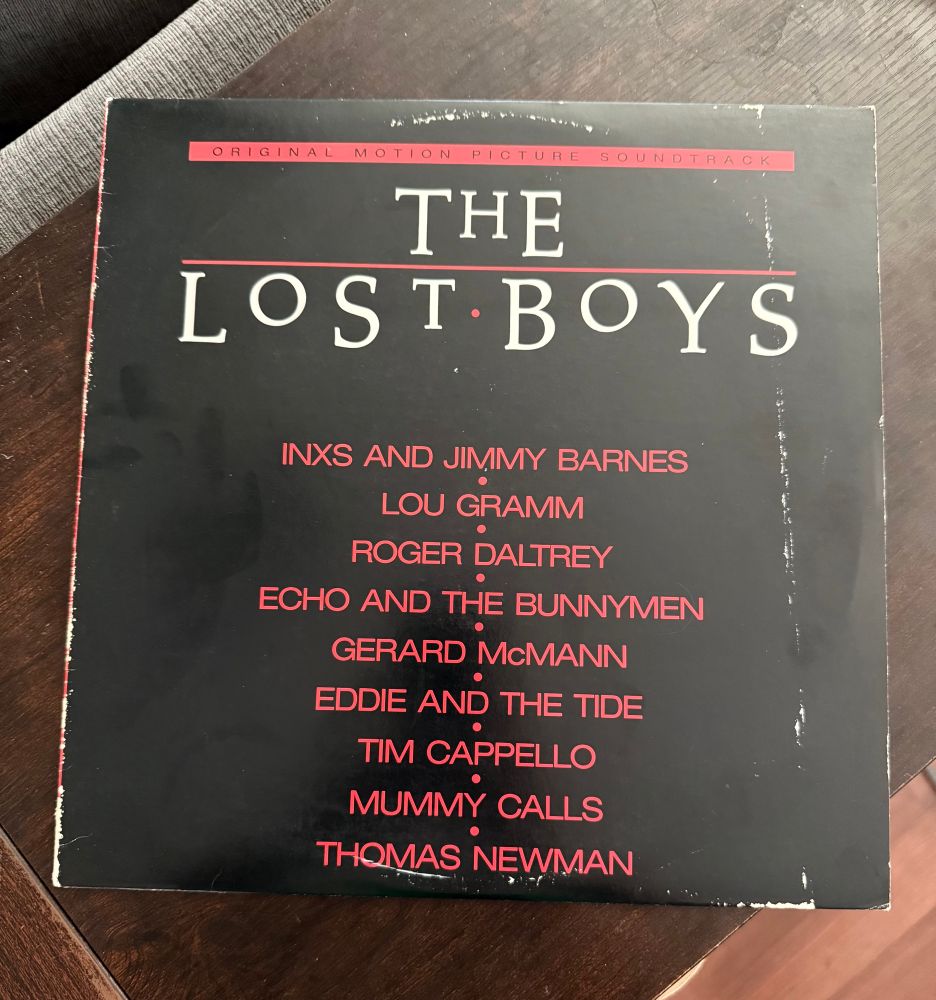 ORIGINAL MOTION PICTURE SOUNDTRACK
THE
LOST · BOYS
INXS AND JIMMY BARNES
•
LOU GRAMM
•
ROGER DALTREY
•
ECHO AND THE BUNNYMEN
•
GERARD McMANN
•
EDDIE AND THE TIDE
•
TIM CAPPELLO
•
MUMMY CALLS
•
THOMAS NEWMAN